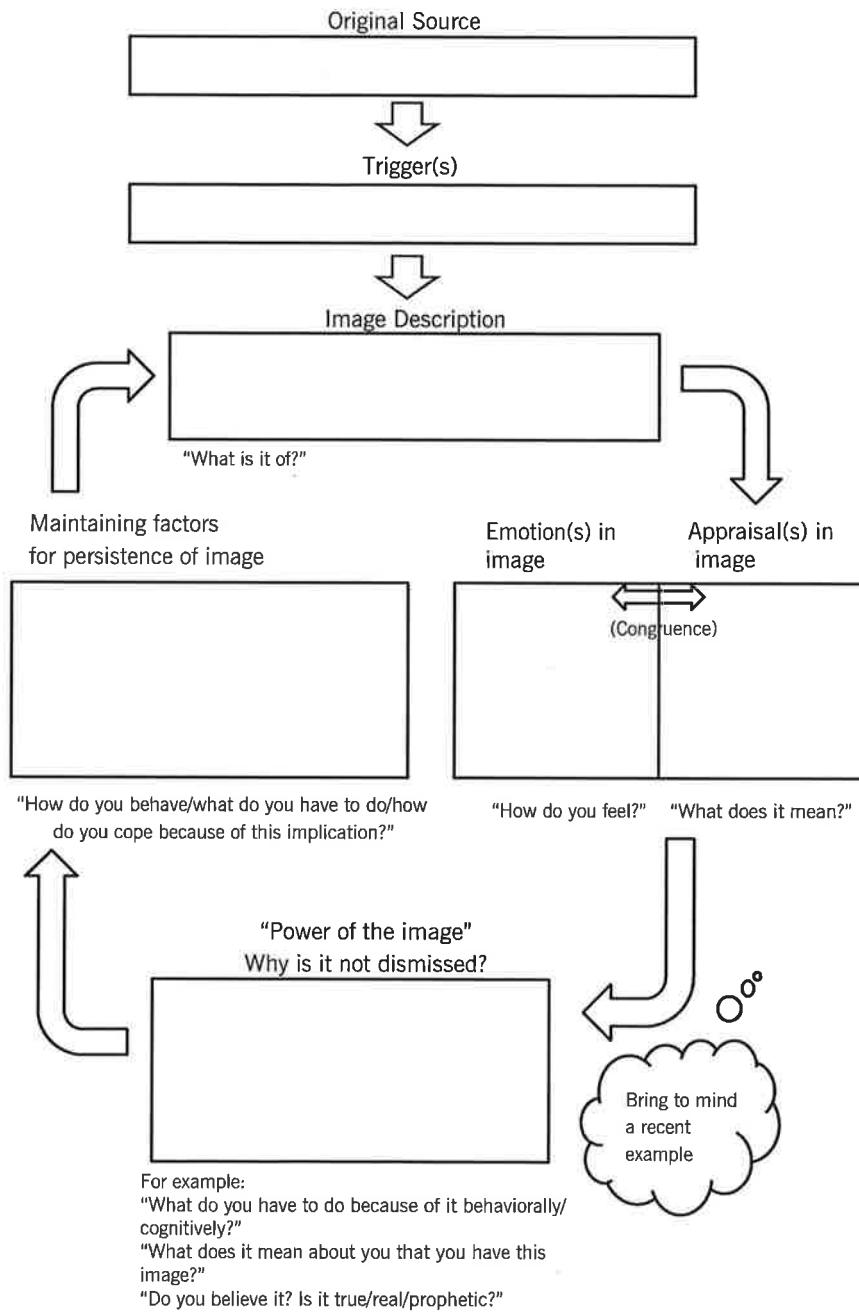 Original Source
Trigger(s)
Image Description
"What is it of?"
Maintaining factors
for persistence of image
Emotion(s) in
image
Appraisal(s) in
image
(Congruence)
"How do you behave/what do you have to do/how
do you cope because of this implication?"
"How do you feel?"
"What does it mean?"
"Power of the image"
Why is it not dismissed?
Bring to mind
a recent
example
For example:
"What do you have to do because of it behaviorally/
cognitively?"
"What does it mean about you that you have this
image?"
"Do you believe it? Is it true/real/prophetic?"